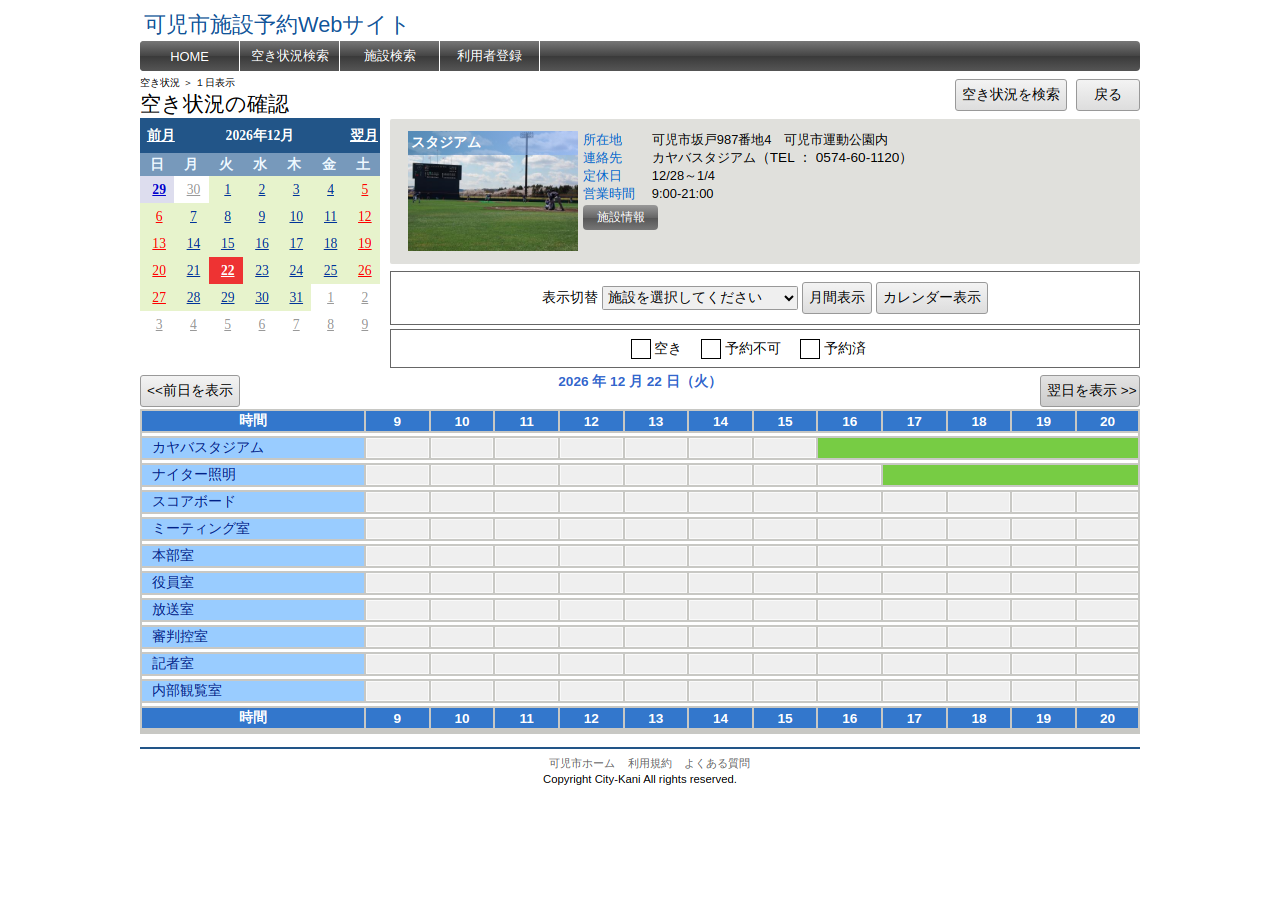 可児市施設予約Webサイト
HOME 空き状況検索 施設検索 利用者登録
空き状況 ＞ １日表示
空き状況の確認
空き状況を検索 戻る
前月 2026年12月 翌月
日 月 火 水 木 金 土
29 30 1 2 3 4 5
6 7 8 9 10 11 12
13 14 15 16 17 18 19
20 21 22 23 24 25 26
27 28 29 30 31 1 2
3 4 5 6 7 8 9
スタジアム
所在地 可児市坂戸987番地4　可児市運動公園内
連絡先 カヤバスタジアム（TEL ： 0574-60-1120）
定休日 12/28～1/4
営業時間 9:00-21:00
施設情報
表示切替 施設を選択してください 月間表示 カレンダー表示
空き 予約不可 予約済
<<前日を表示 2026 年 12 月 22 日（火） 翌日を表示 >>
時間 9 10 11 12 13 14 15 16 17 18 19 20
カヤバスタジアム
ナイター照明
スコアボード
ミーティング室
本部室
役員室
放送室
審判控室
記者室
内部観覧室
時間 9 10 11 12 13 14 15 16 17 18 19 20
可児市ホーム 利用規約 よくある質問
Copyright City-Kani All rights reserved.